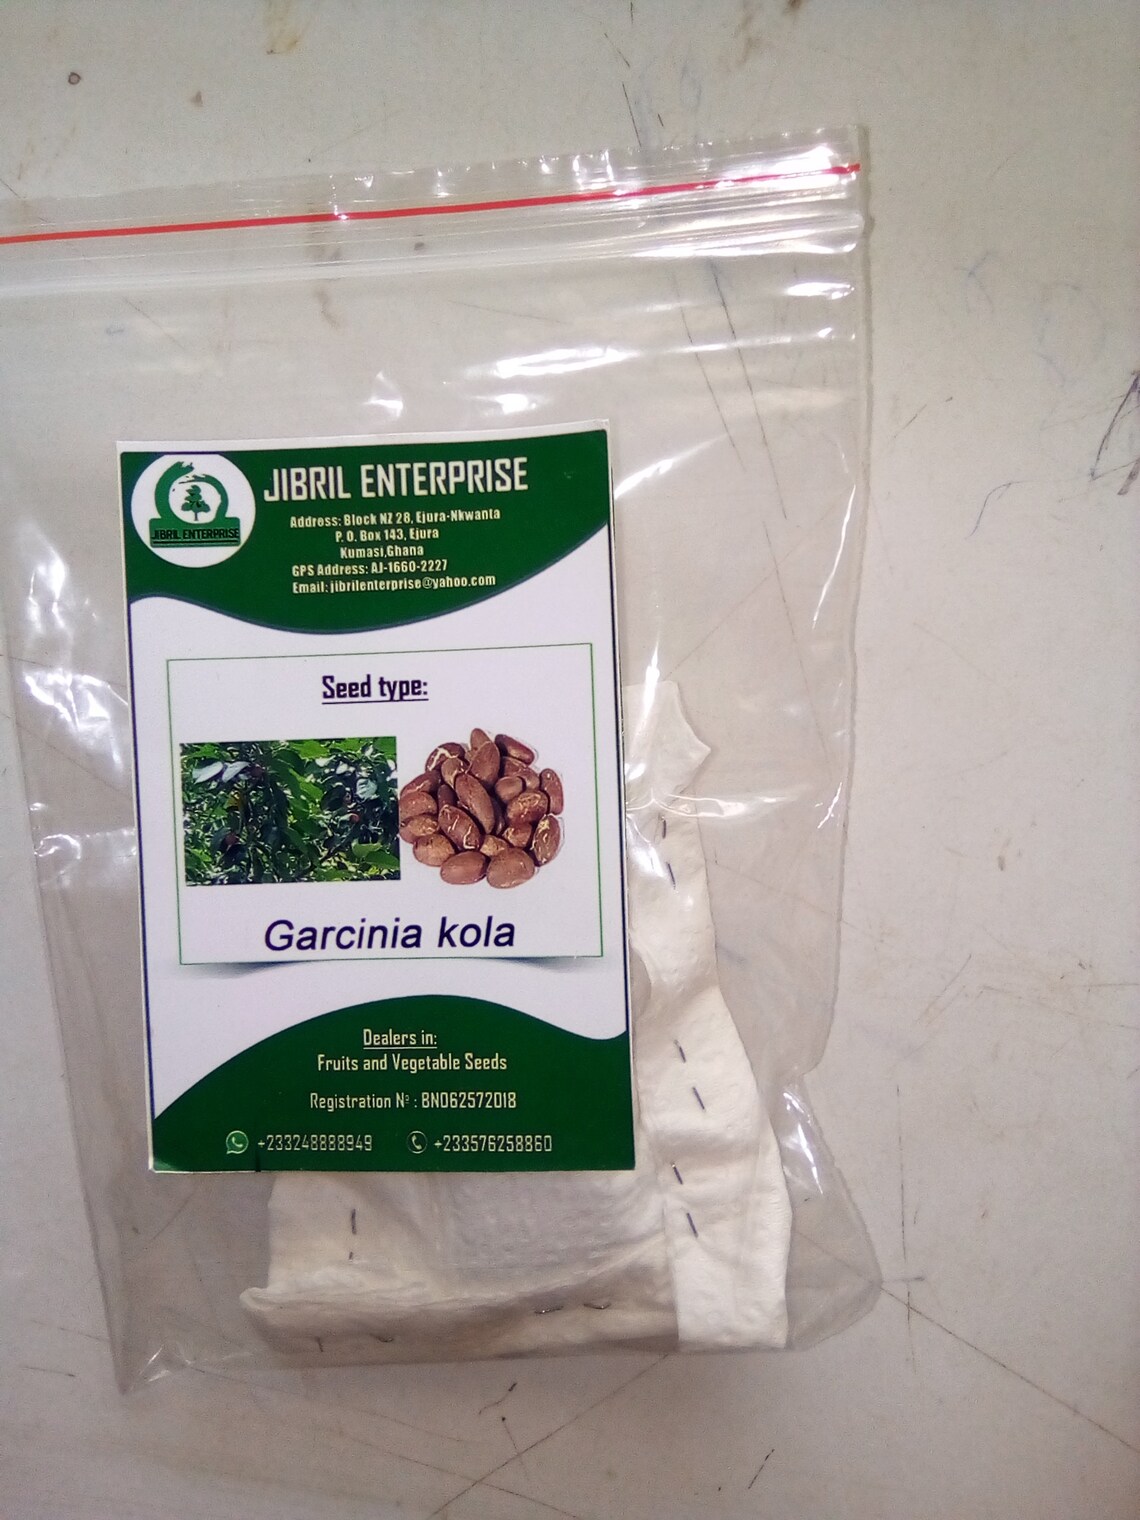 JIBRIL ENTERPRISE
JIBRIL ENTERPRISE
Address: Block NZ 28, Ejura-Nkwanta
P. O. Box 143, Ejura
Kumasi,Ghana
GPS Address: AJ-1660-2227
Email: jibrilenterprise@yahoo.com
Seed type:
Garcinia kola
Dealers in:
Fruits and Vegetable Seeds
Registration Nº : BN062572018
+233248888949 +233576258860